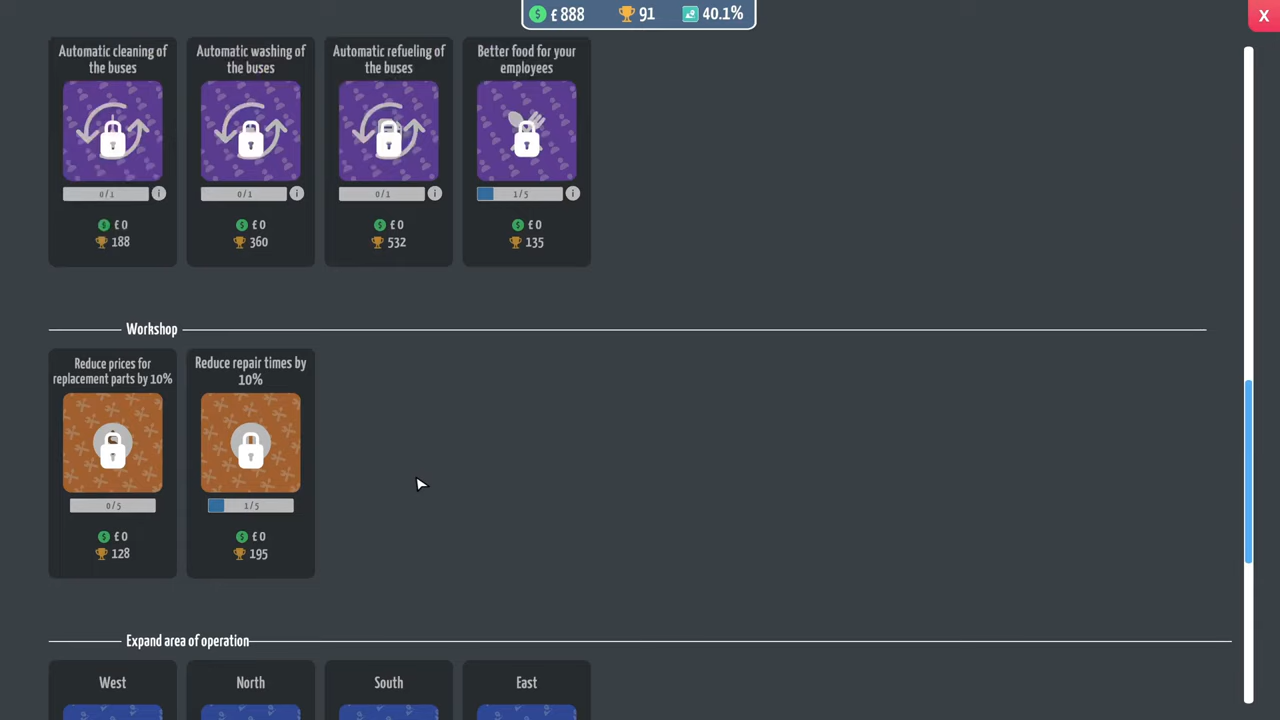 £ 888 91 40.1%
X
Automatic cleaning of the buses
0 / 1
i
£ 0
188
Automatic washing of the buses
0 / 1
i
£ 0
360
Automatic refueling of the buses
0 / 1
i
£ 0
532
Better food for your employees
1 / 5
i
£ 0
135
Workshop
Reduce prices for replacement parts by 10%
0 / 5
£ 0
128
Reduce repair times by 10%
1 / 5
£ 0
195
Expand area of operation
West
North
South
East